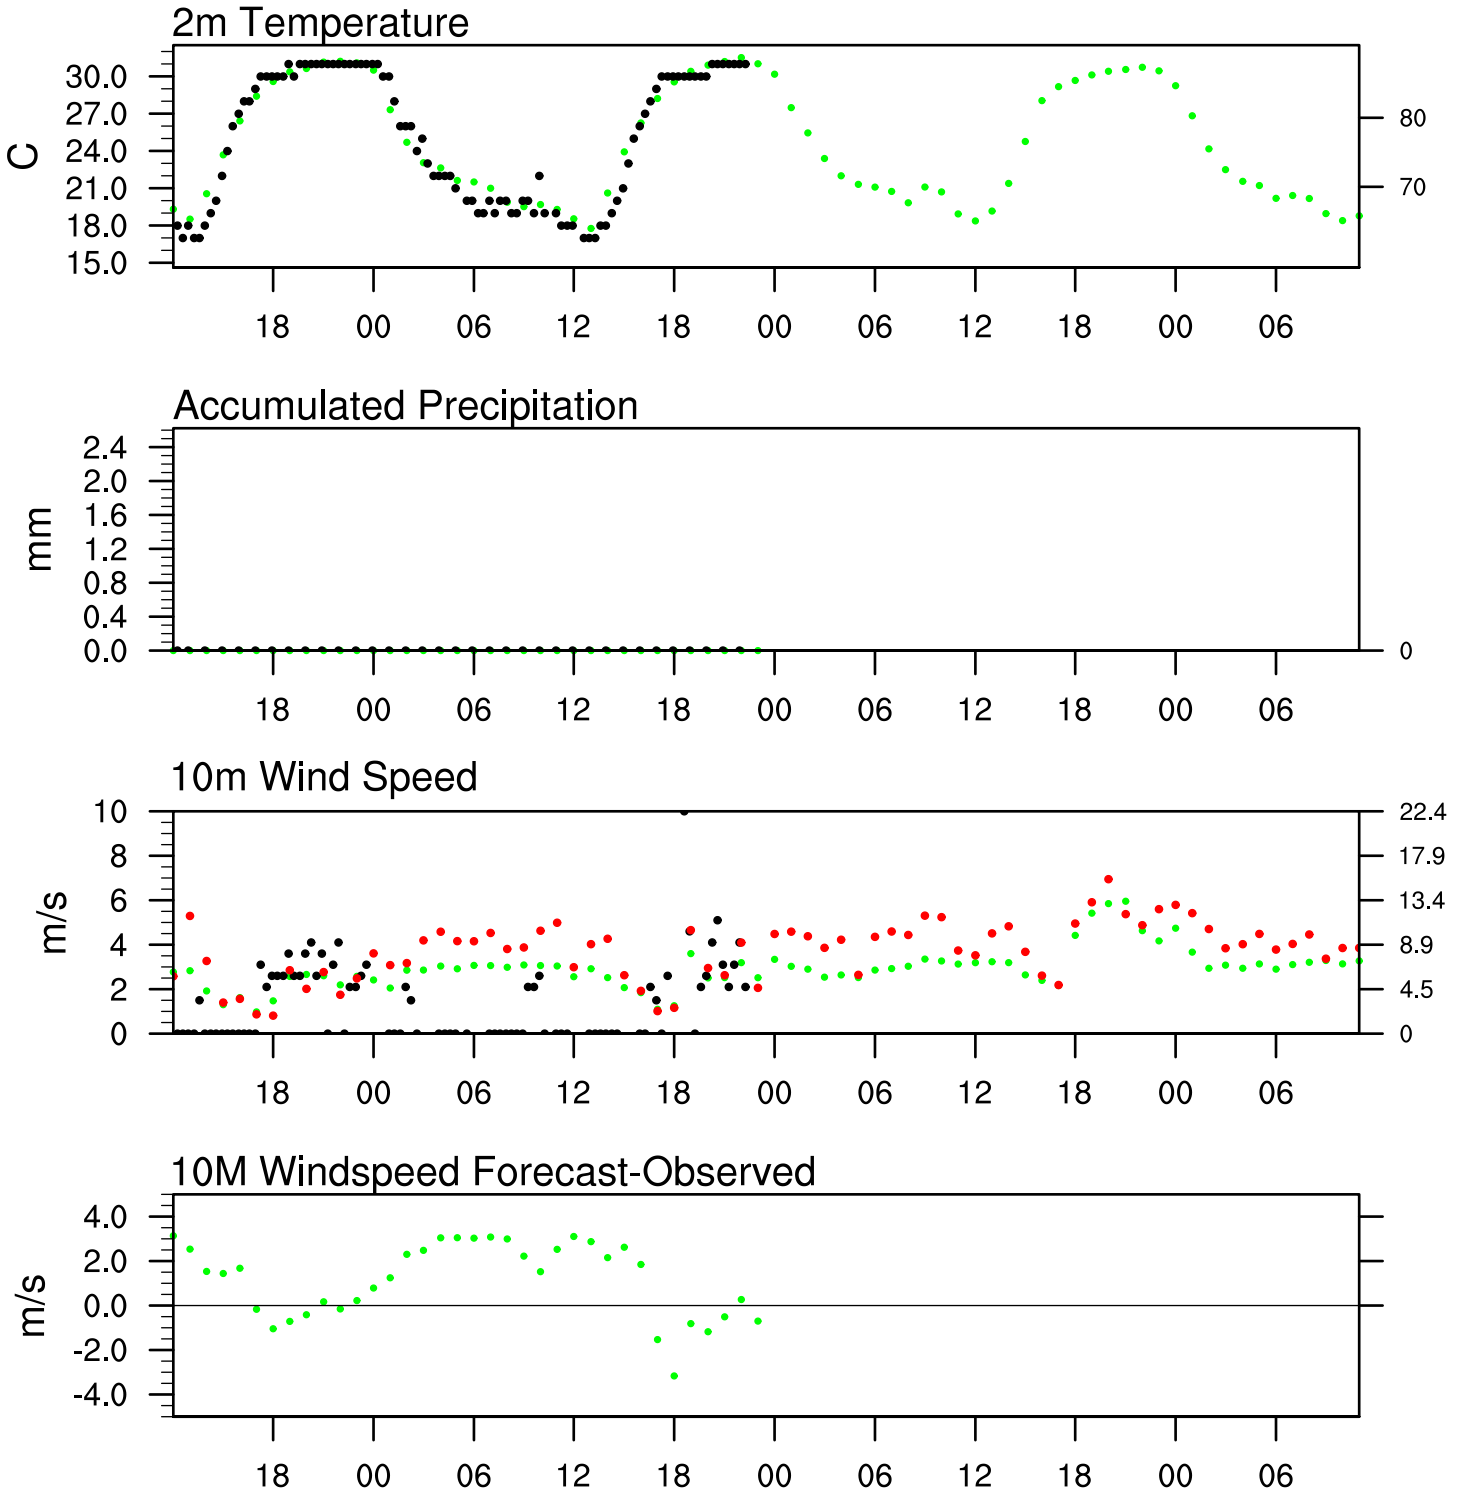 2m Temperature
30.0
27.0
24.0
21.0
18.0
15.0
C
80
70
18 00 06 12 18 00 06 12 18 00 06
Accumulated Precipitation
2.4
2.0
1.6
1.2
0.8
0.4
0.0
mm
0
18 00 06 12 18 00 06 12 18 00 06
10m Wind Speed
10
8
6
4
2
0
m/s
22.4
17.9
13.4
8.9
4.5
0
18 00 06 12 18 00 06 12 18 00 06
10M Windspeed Forecast-Observed
4.0
2.0
0.0
-2.0
-4.0
m/s
18 00 06 12 18 00 06 12 18 00 06